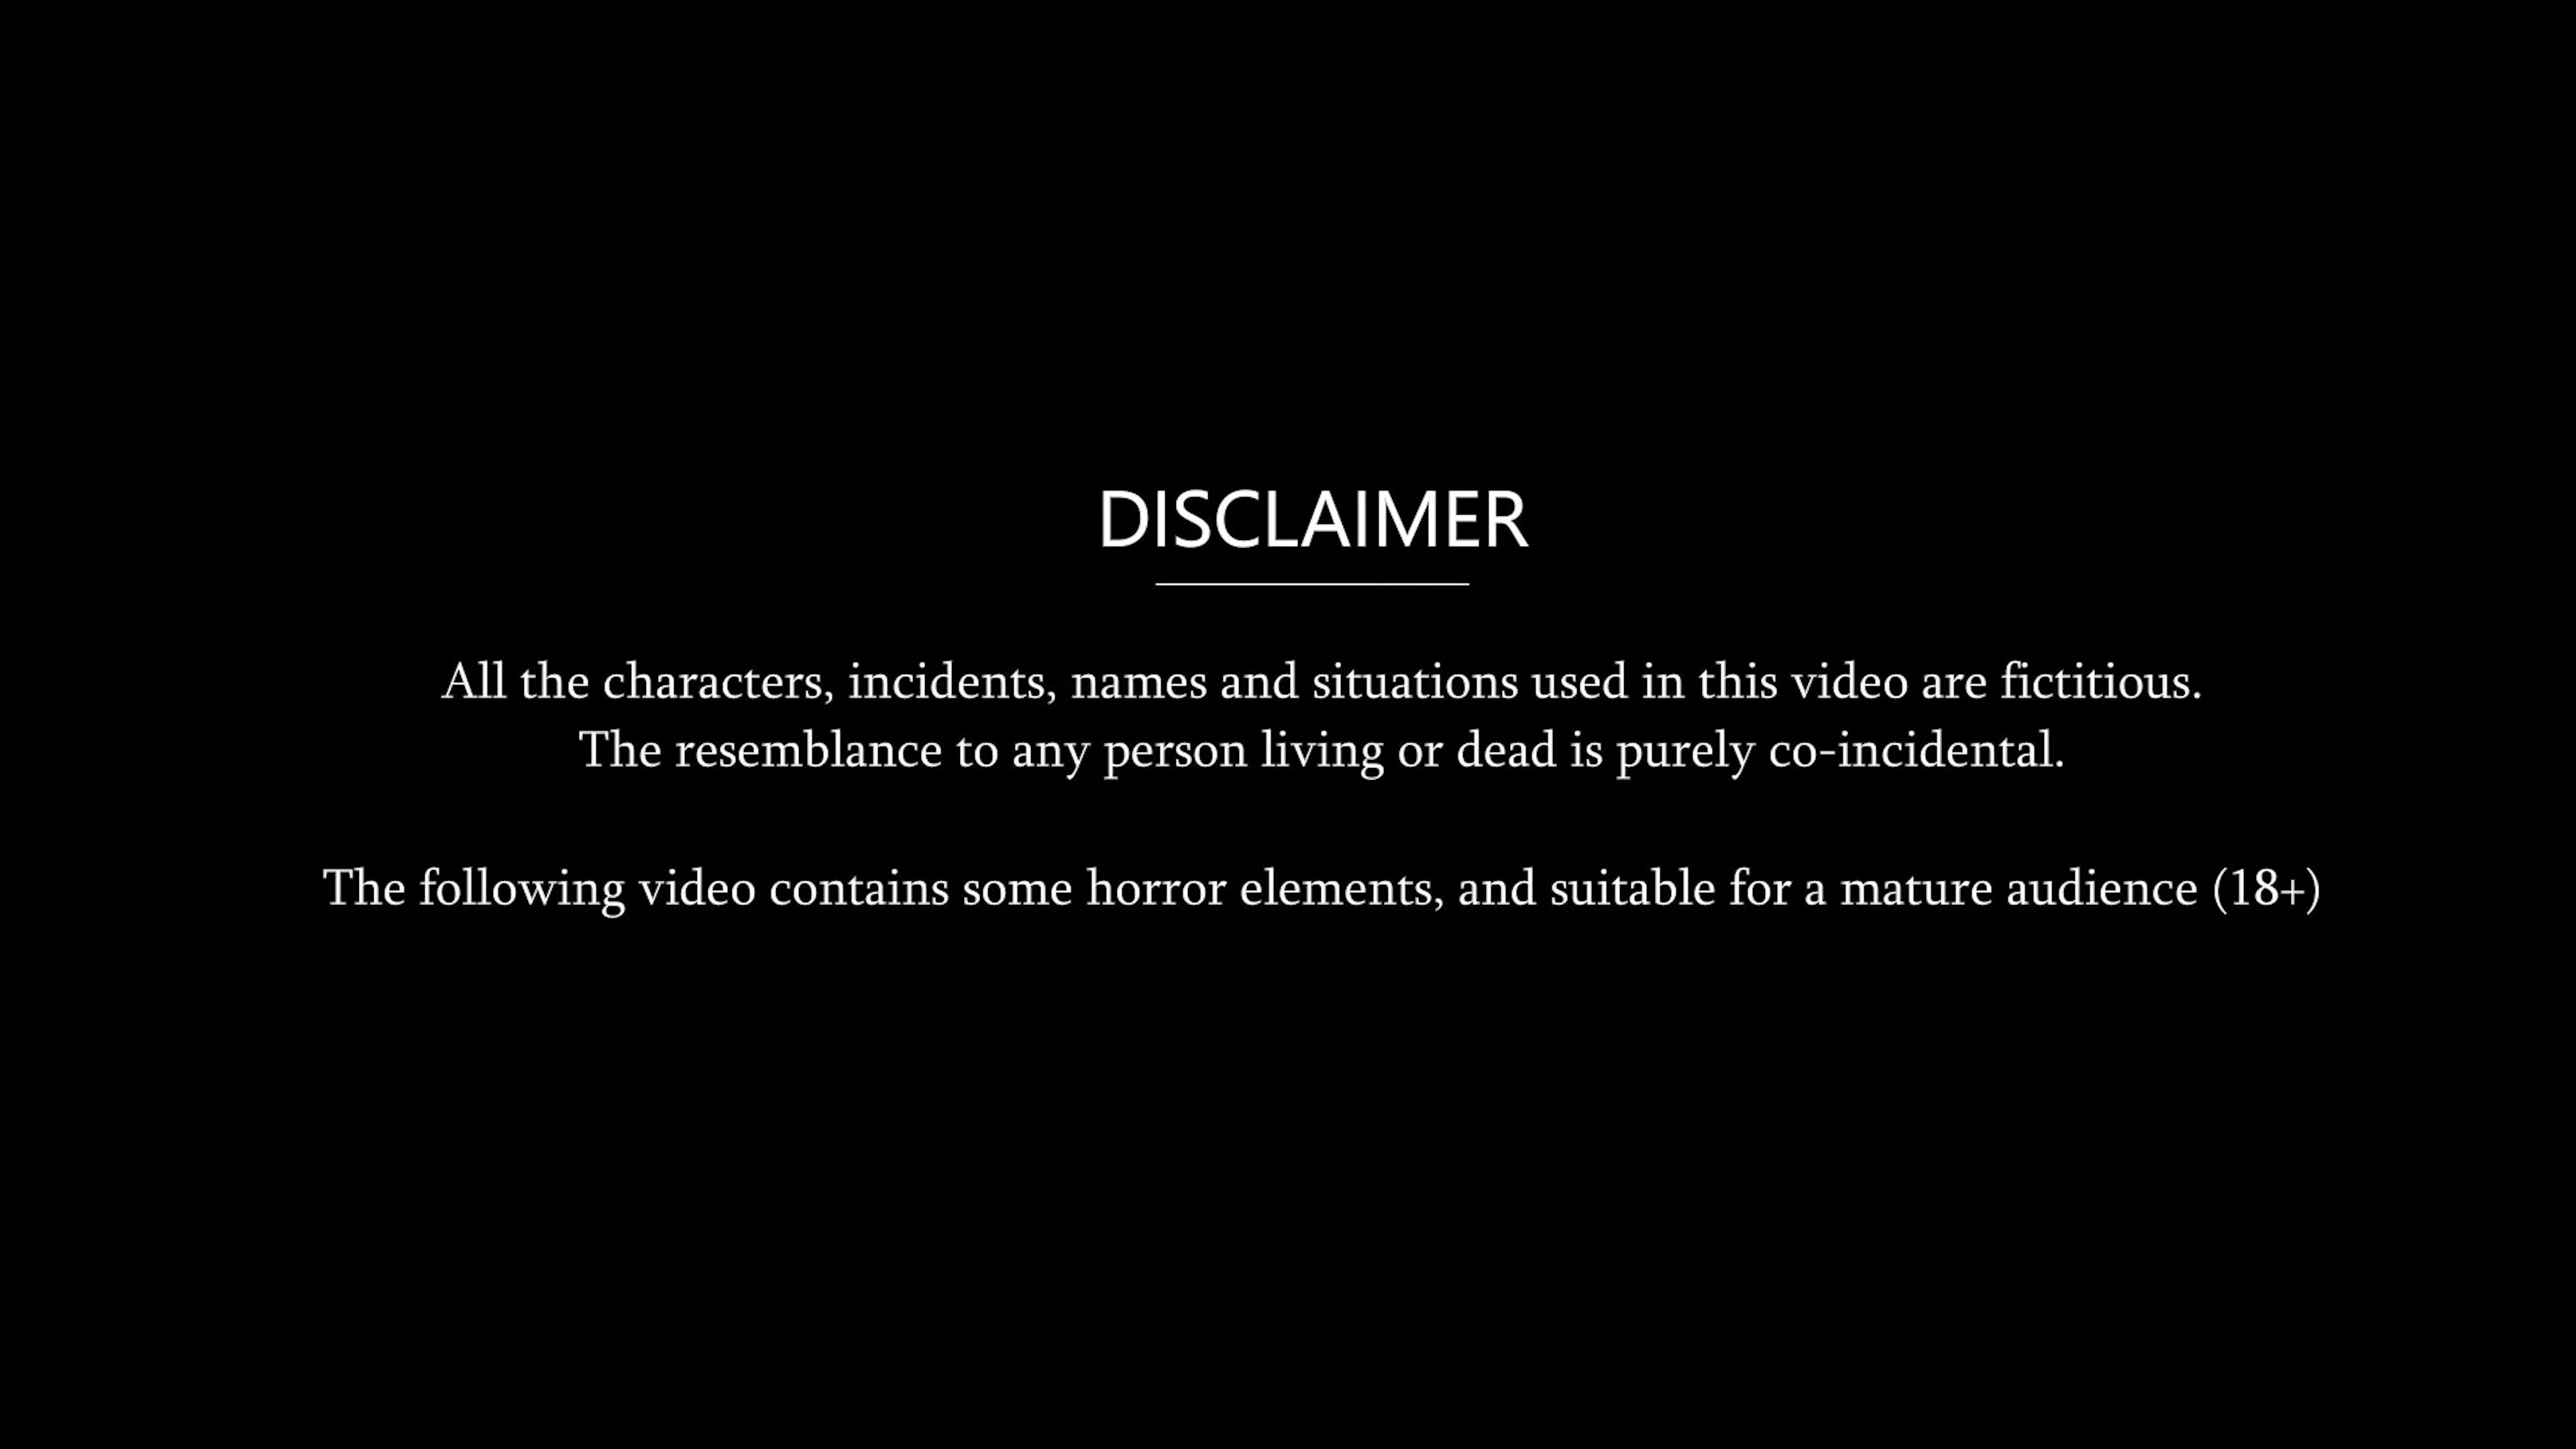 DISCLAIMER
All the characters, incidents, names and situations used in this video are fictitious.
The resemblance to any person living or dead is purely co-incidental.
The following video contains some horror elements, and suitable for a mature audience (18+)